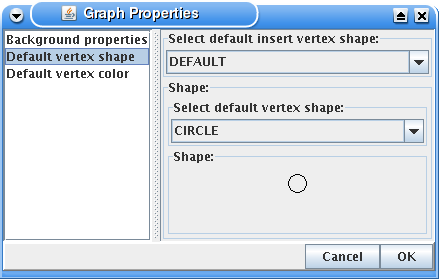 Graph Properties
Background properties
Default vertex shape
Default vertex color
Select default insert vertex shape:
DEFAULT
Shape:
Select default vertex shape:
CIRCLE
Shape:
Cancel
OK